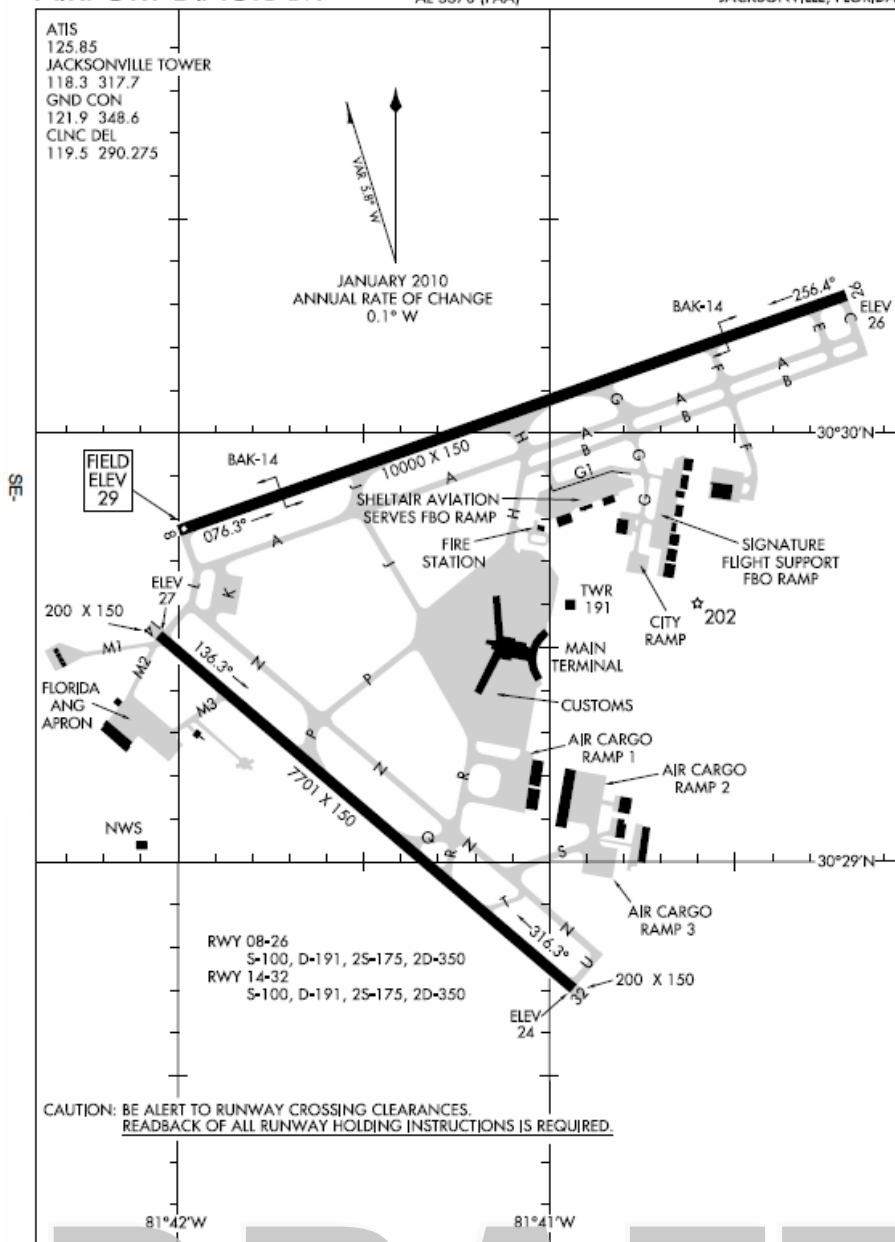 AL-5578 (FAA)
JACKSONVILLE, FLORIDA
ATIS
125.85
JACKSONVILLE TOWER
118.3 317.7
GND CON
121.9 348.6
CLNC DEL
119.5 290.275
VAR 5.8° W
JANUARY 2010
ANNUAL RATE OF CHANGE
0.1° W
BAK-14
256.4°
26
ELEV
26
C
E
F
A
B
G
A
B
30°30'N
FIELD
ELEV
29
BAK-14
10000 X 150
H
A
B
A
J
G
G1
F
SE-
8
076.3°
A
SHELTAIR AVIATION
SERVES FBO RAMP
H
G
FIRE
STATION
SIGNATURE
FLIGHT SUPPORT
FBO RAMP
J
ELEV
27
L
K
TWR
191
CITY
RAMP
202
200 X 150
14
M1
M2
136.3°
N
P
MAIN
TERMINAL
FLORIDA
ANG
APRON
M3
CUSTOMS
P
AIR CARGO
RAMP 1
N
R
AIR CARGO
RAMP 2
7701 X 150
NWS
Q
R
N
S
30°29'N
T
N
AIR CARGO
RAMP 3
316.3°
U
RWY 08-26
S-100, D-191, 2S-175, 2D-350
RWY 14-32
S-100, D-191, 2S-175, 2D-350
32
200 X 150
ELEV
24
CAUTION: BE ALERT TO RUNWAY CROSSING CLEARANCES.
READBACK OF ALL RUNWAY HOLDING INSTRUCTIONS IS REQUIRED.
81°42'W
81°41'W